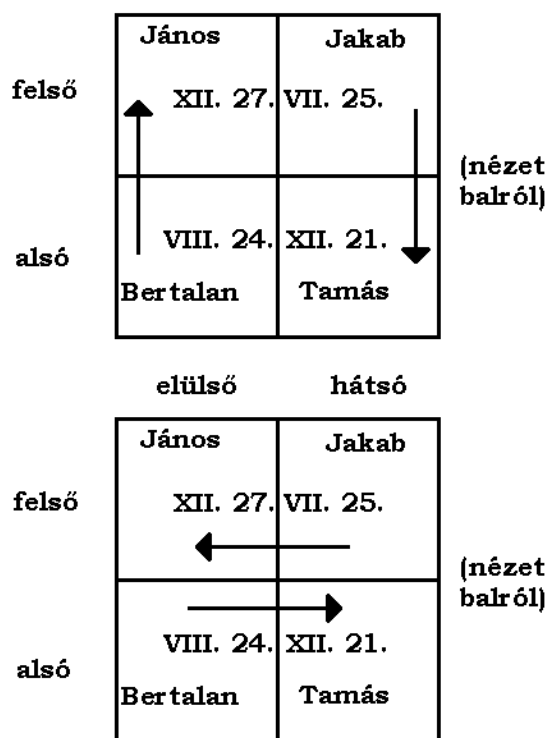 János Jakab
felső XII. 27. VII. 25.
(nézet
balról)
VIII. 24. XII. 21.
alsó
Bertalan Tamás
elülső hátsó
János Jakab
felső XII. 27. VII. 25.
(nézet
balról)
VIII. 24. XII. 21.
alsó
Bertalan Tamás